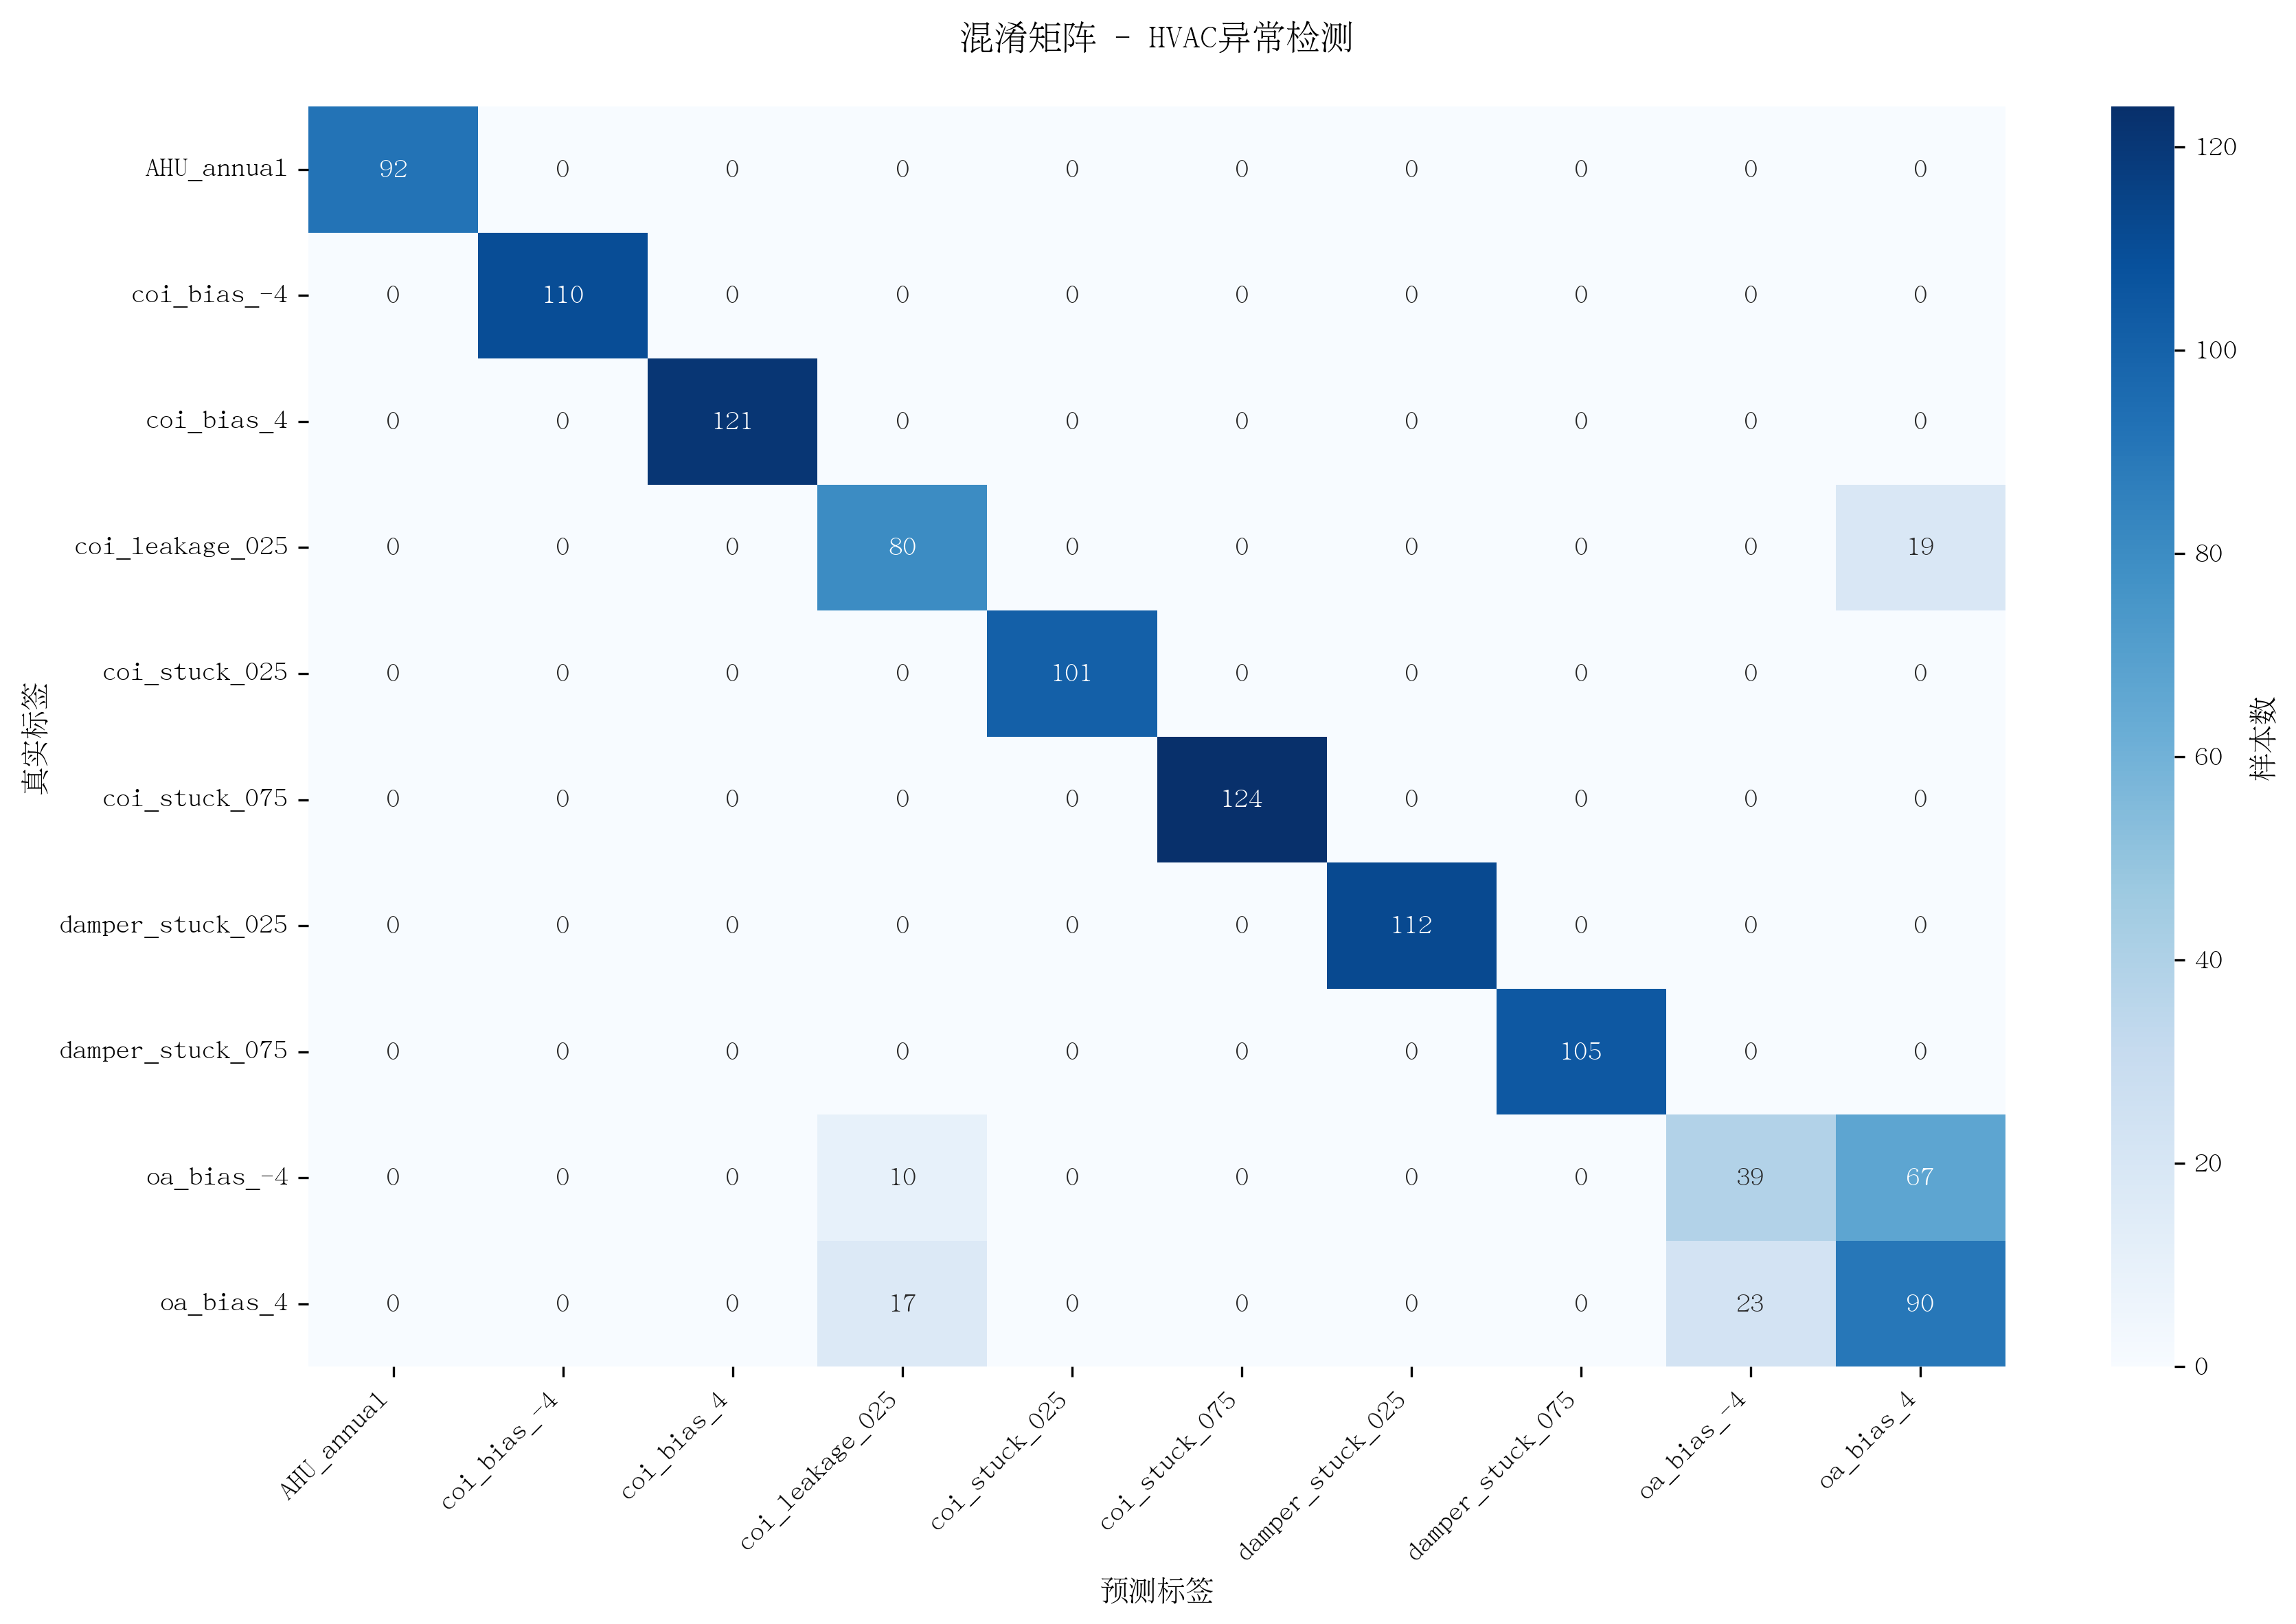 混淆矩阵 - HVAC异常检测
AHU_annual 92 0 0 0 0 0 0 0 0 0
coi_bias_-4 0 110 0 0 0 0 0 0 0 0
coi_bias_4 0 0 121 0 0 0 0 0 0 0
coi_leakage_025 0 0 0 80 0 0 0 0 0 19
coi_stuck_025 0 0 0 0 101 0 0 0 0 0
coi_stuck_075 0 0 0 0 0 124 0 0 0 0
damper_stuck_025 0 0 0 0 0 0 112 0 0 0
damper_stuck_075 0 0 0 0 0 0 0 105 0 0
oa_bias_-4 0 0 0 10 0 0 0 0 39 67
oa_bias_4 0 0 0 17 0 0 0 0 23 90
真实标签
AHU_annual coi_bias_-4 coi_bias_4 coi_leakage_025 coi_stuck_025 coi_stuck_075 damper_stuck_025 damper_stuck_075 oa_bias_-4 oa_bias_4
预测标签
120
100
80
60
40
20
0
样本数